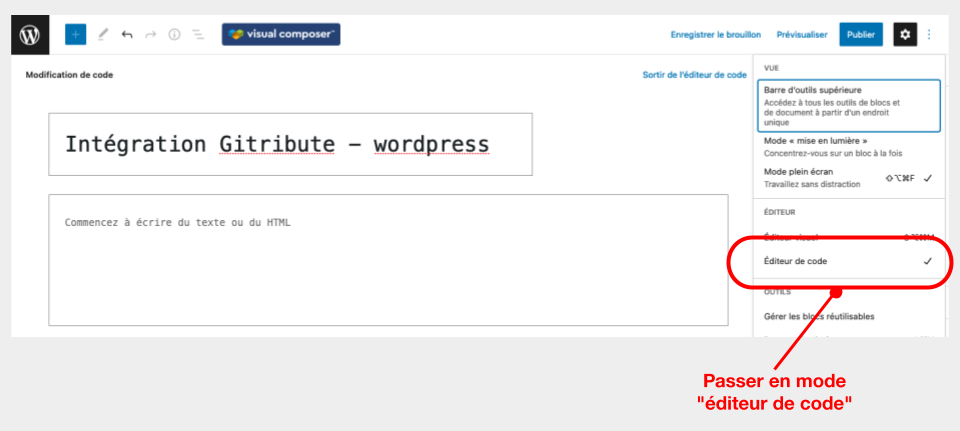 visual composer
Enregistrer le brouillon
Prévisualiser
Publier
Modification de code
Sortir de l'éditeur de code
Intégration Gitribute – wordpress
Commencez à écrire du texte ou du HTML
VUE
Barre d'outils supérieure
Accédez à tous les outils de blocs et
de document à partir d'un endroit
unique
Mode « mise en lumière »
Concentrez-vous sur un bloc à la fois
Mode plein écran
⇧⌥⌘F
Travaillez sans distraction
ÉDITEUR
Éditeur visuel
Éditeur de code
OUTILS
Gérer les blocs réutilisables
Passer en mode
"éditeur de code"